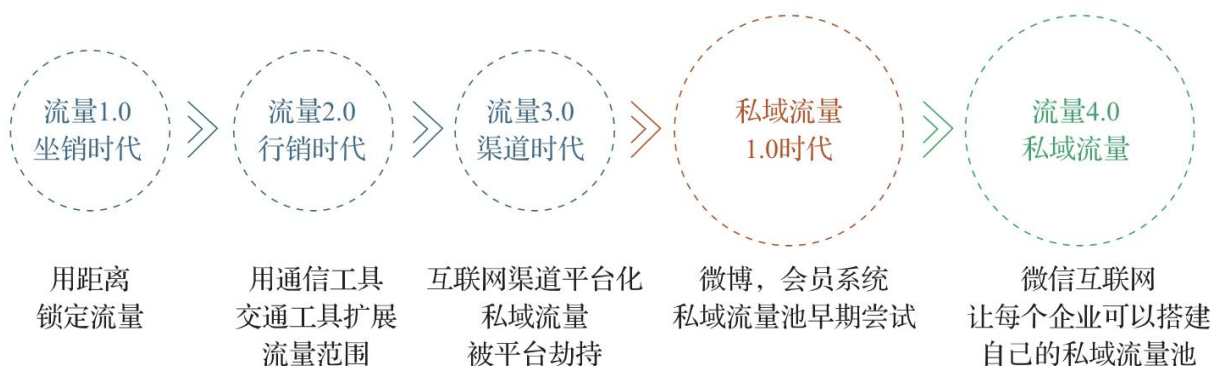 流量1.0
坐销时代
流量2.0
行销时代
流量3.0
渠道时代
私域流量
1.0时代
流量4.0
私域流量
用距离
锁定流量
用通信工具
交通工具扩展
流量范围
互联网渠道平台化
私域流量
被平台劫持
微博，会员系统
私域流量池早期尝试
微信互联网
让每个企业可以搭建
自己的私域流量池